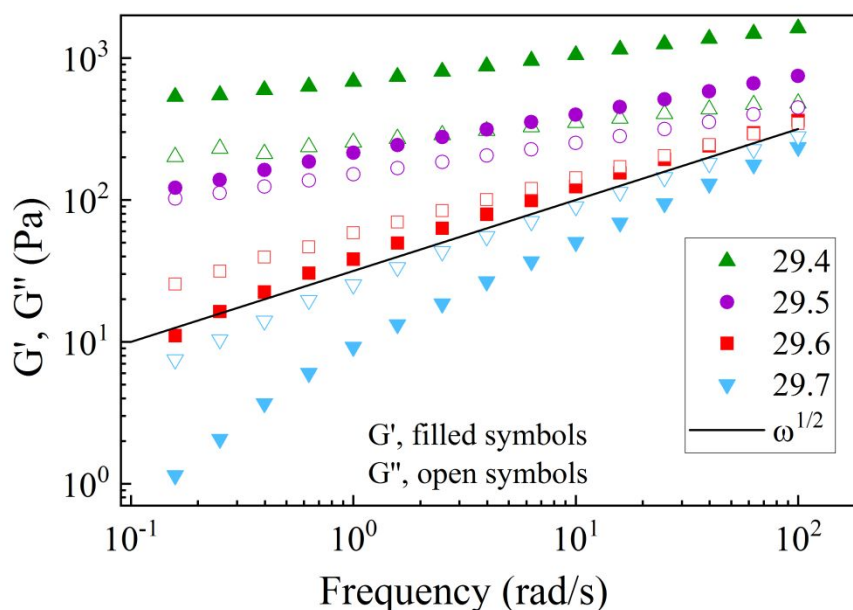 G', G'' (Pa)
10³
10²
10¹
10⁰
29.4
29.5
29.6
29.7
ω¹/²
G', filled symbols
G'', open symbols
10⁻¹ 10⁰ 10¹ 10²
Frequency (rad/s)